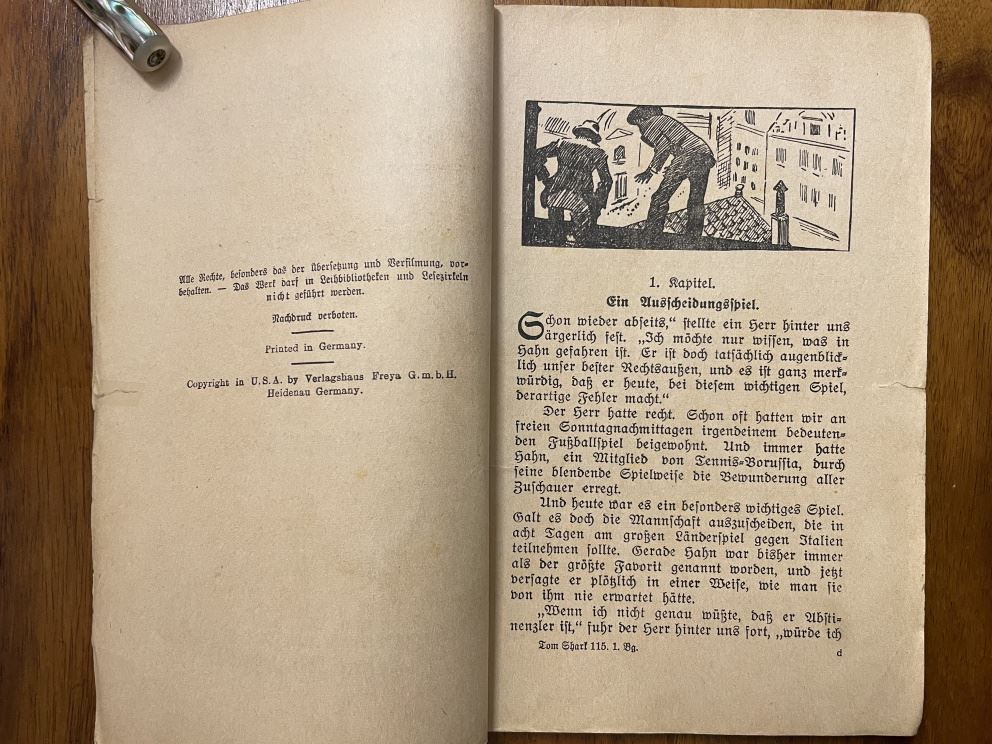 Alle Rechte, besonders das der Übersetzung und Verfilmung, vor-
behalten. — Das Werk darf in Leihbibliotheken und Lesezirkeln
nicht geführt werden.
Nachdruck verboten.
Printed in Germany.
Copyright in U.S.A. by Verlagshaus Freya G.m.b.H.
Heidenau Germany.
1. Kapitel.
Ein Ausscheidungsspiel.
Schon wieder abseits,“ stellte ein Herr hinter uns
ärgerlich fest. „Ich möchte nur wissen, was in
Hahn gefahren ist. Er ist doch tatsächlich augenblick-
lich unser bester Rechtsaußen, und es ist ganz merk-
würdig, daß er heute, bei diesem wichtigen Spiel,
derartige Fehler macht.“
Der Herr hatte recht. Schon oft hatten wir an
freien Sonntagnachmittagen irgendeinem bedeuten-
den Fußballspiel beigewohnt. Und immer hatte
Hahn, ein Mitglied von Tennis-Borussia, durch
seine blendende Spielweise die Bewunderung aller
Zuschauer erregt.
Und heute war es ein besonders wichtiges Spiel.
Galt es doch die Mannschaft auszuscheiden, die in
acht Tagen am großen Länderspiel gegen Italien
teilnehmen sollte. Gerade Hahn war bisher immer
als der größte Favorit genannt worden, und jetzt
versagte er plötzlich in einer Weise, wie man sie
von ihm nie erwartet hätte.
„Wenn ich nicht genau wüßte, daß er Absti-
nenzler ist,“ fuhr der Herr hinter uns fort, „würde ich
Tom Shark 115. 1. Bg.
d